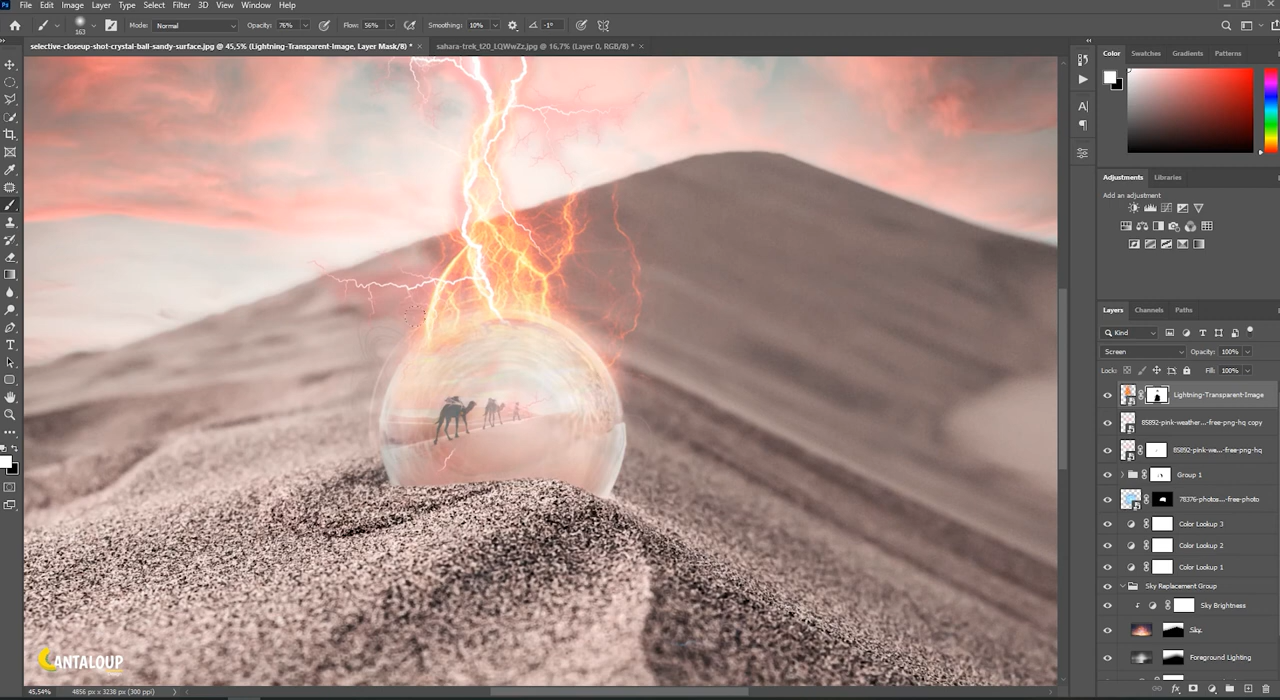 Ps File Edit Image Layer Type Select Filter 3D View Window Help
163 Mode: Normal Opacity: 76% Flow: 56% Smoothing: 10% -1°
selective-closeup-shot-crystal-ball-sandy-surface.jpg @ 45,5% (Lightning-Transparent-Image, Layer Mask/8) * ×
sahara-trek_t20_LQWwZz.jpg @ 16,7% (Layer 0, RGB/8) * ×
Color Swatches Gradients Patterns
Adjustments Libraries
Add an adjustment
Layers Channels Paths
Kind
Screen Opacity: 100%
Lock: Fill: 100%
Lightning-Transparent-Image
85892-pink-weather...-free-png-hq copy
85892-pink-we...-free-png-hq
Group 1
78376-photos...-free-photo
Color Lookup 3
Color Lookup 2
Color Lookup 1
Sky Replacement Group
Sky Brightness
Sky
Foreground Lighting
CANTALOUP
45,54% 4856 px x 3238 px (300 ppi)